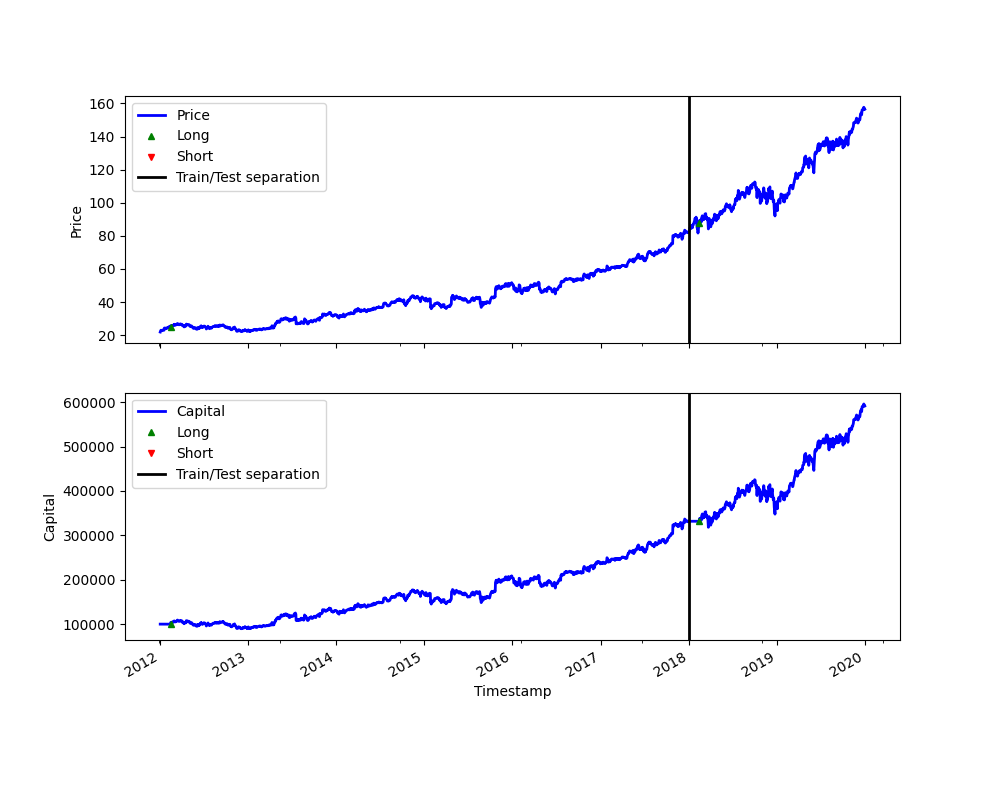 160
140
120
100
80
60
40
20
Price
Price
Long
Short
Train/Test separation
600000
500000
400000
300000
200000
100000
Capital
Capital
Long
Short
Train/Test separation
2012 2013 2014 2015 2016 2017 2018 2019 2020
Timestamp